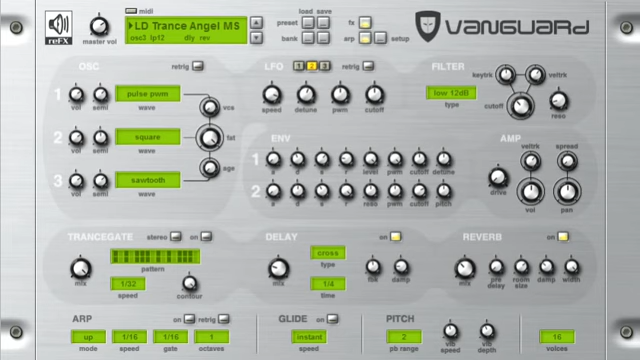 midi
load save
LD Trance Angel MS
osc3 lp12 dly rev
preset
bank
fx
arp
setup
VANGUARD
reFX
master vol
OSC
retrig
LFO
1 2 3
retrig
FILTER
keytrk
veltrk
1
pulse pwm
vol
semi
wave
vcs
speed
detune
pwm
cutoff
low 12dB
type
cutoff
reso
2
square
vol
semi
wave
fat
ENV
1
a d s r level pwm cutoff detune
2
a d s r reso pwm cutoff pitch
AMP
veltrk
spread
drive
vol
pan
3
sawtooth
vol
semi
wave
age
TRANCEGATE
stereo
on
mix
pattern
1/32
speed
contour
DELAY
on
mix
cross
type
1/4
time
fbk
damp
REVERB
on
mix
pre delay
room size
damp
width
ARP
on
retrig
up
mode
1/16
speed
1/16
gate
1
octaves
GLIDE
on
instant
speed
PITCH
2
pb range
vib speed
vib depth
16
voices